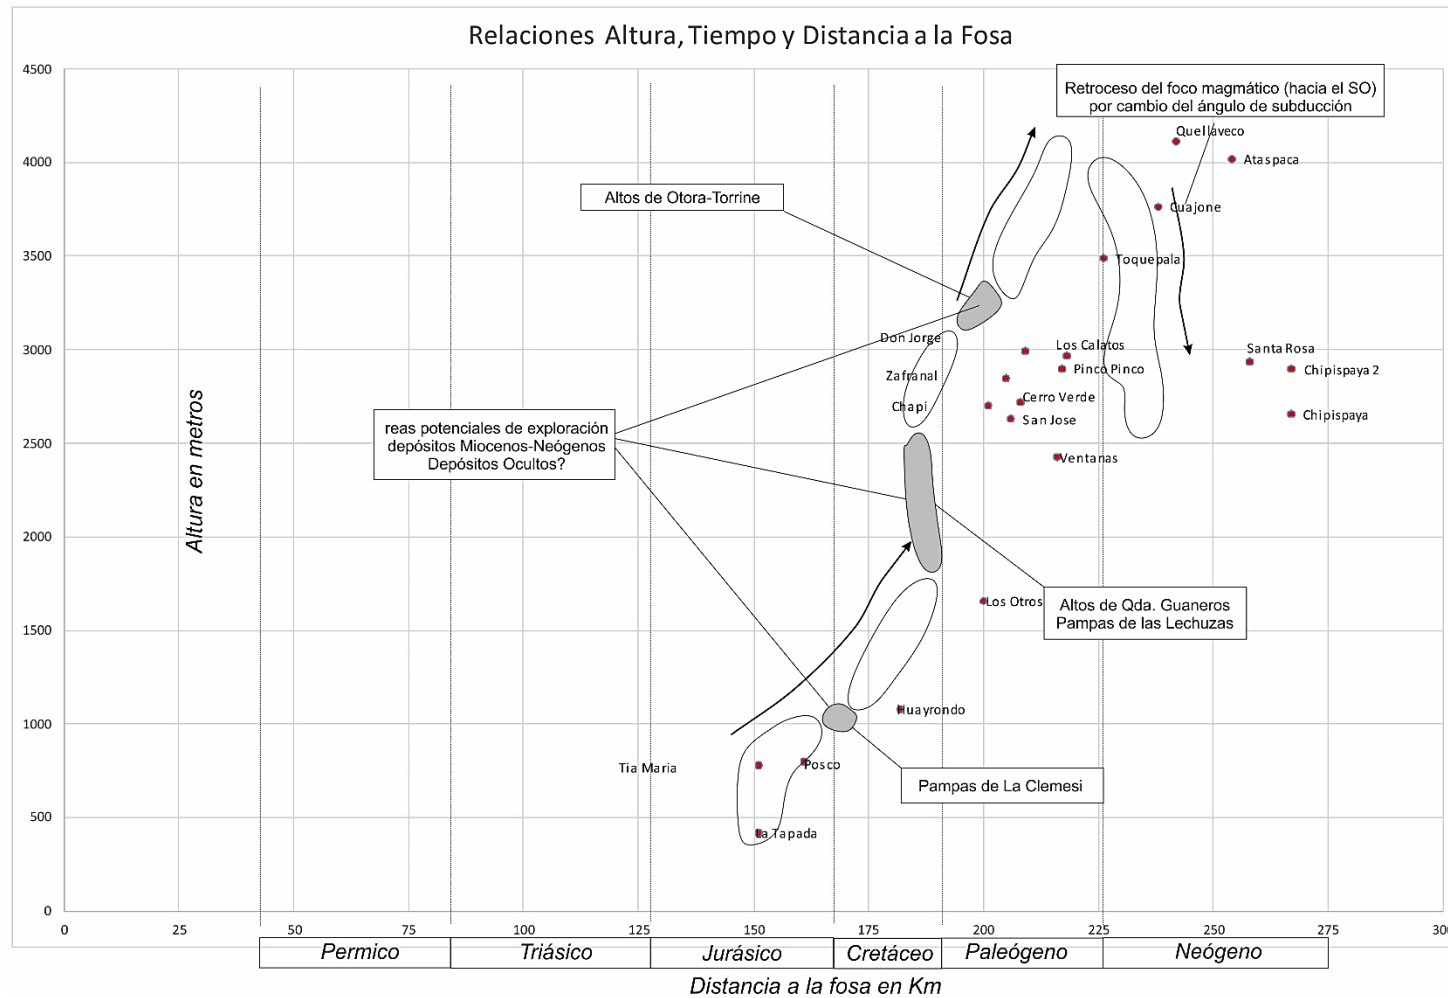 Relaciones Altura, Tiempo y Distancia a la Fosa
4500
4000
3500
3000
2500
2000
1500
1000
500
0
Altura en metros
Retroceso del foco magmático (hacia el SO)
por cambio del ángulo de subducción
Quellaveco
Ataspaca
Cuajone
Toquepala
Altos de Otora-Torrine
Don Jorge
Los Calatos
Santa Rosa
Zafranal
Pinco Pinco
Chipispaya 2
Chapi
Cerro Verde
San Jose
Chipispaya
reas potenciales de exploración
depósitos Miocenos-Neógenos
Depósitos Ocultos?
Ventanas
Los Otros
Altos de Qda. Guaneros
Pampas de las Lechuzas
Huayrondo
Tia Maria
Posco
Pampas de La Clemesi
La Tapada
0
25
50
75
100
125
150
175
200
225
250
275
300
Permico
Triásico
Jurásico
Cretáceo
Paleógeno
Neógeno
Distancia a la fosa en Km